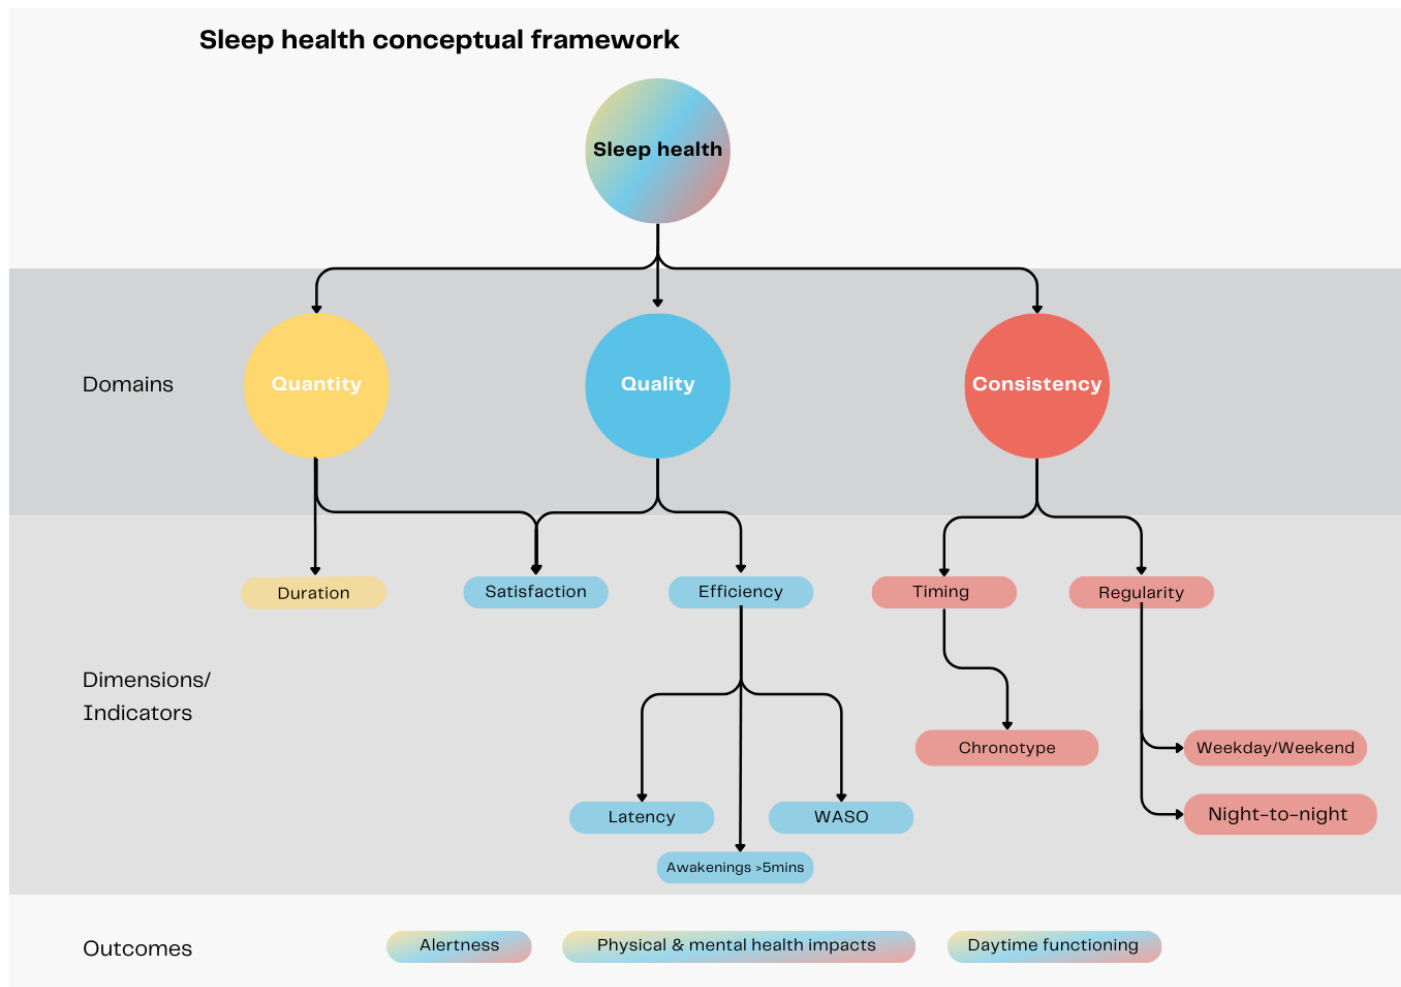 Sleep health conceptual framework
Sleep health
Domains
Quantity
Quality
Consistency
Duration
Satisfaction
Efficiency
Timing
Regularity
Dimensions/
Indicators
Chronotype
Weekday/Weekend
Latency
WASO
Night-to-night
Awakenings >5mins
Outcomes
Alertness
Physical & mental health impacts
Daytime functioning